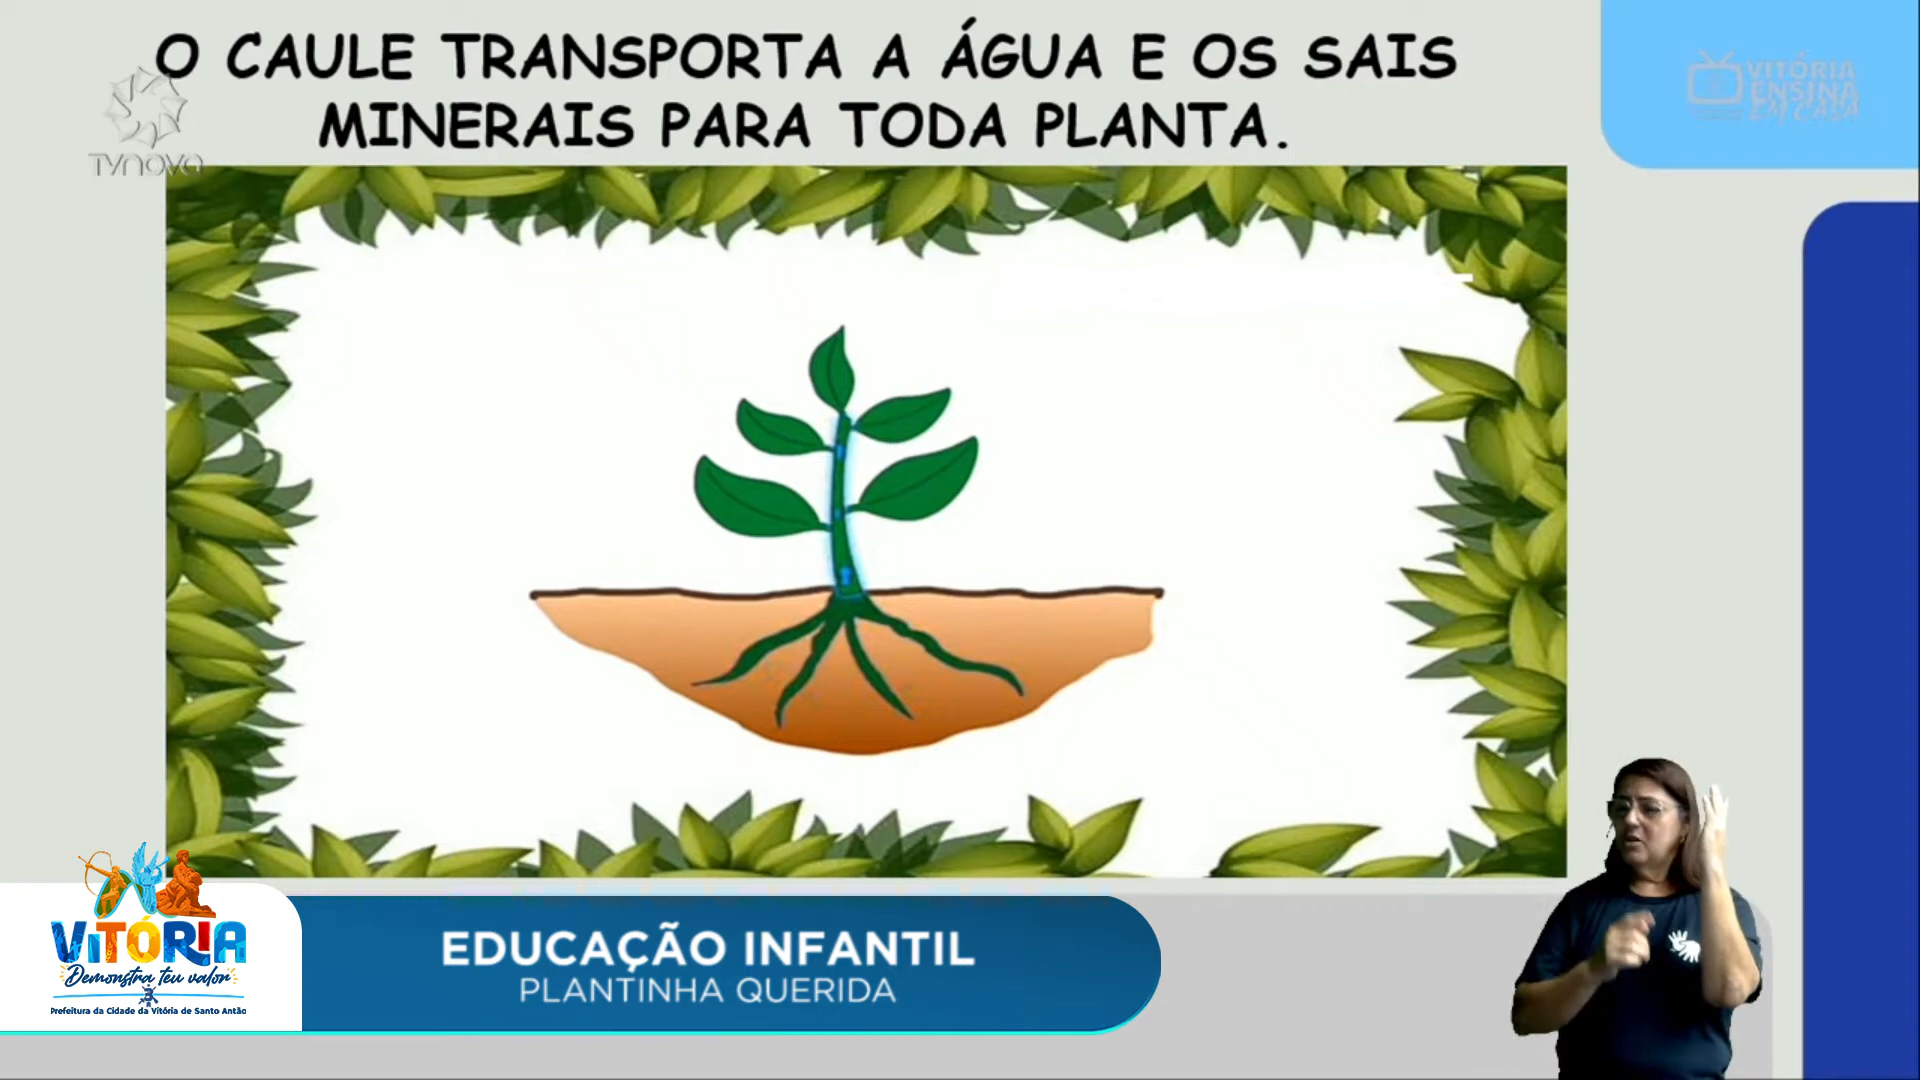 O CAULE TRANSPORTA A ÁGUA E OS SAIS
MINERAIS PARA TODA PLANTA.
TVnova
VITÓRIA
ENSINA
EM CASA
VITÓRIA
Demonstra teu valor
Prefeitura da Cidade da Vitória de Santo Antão
EDUCAÇÃO INFANTIL
PLANTINHA QUERIDA